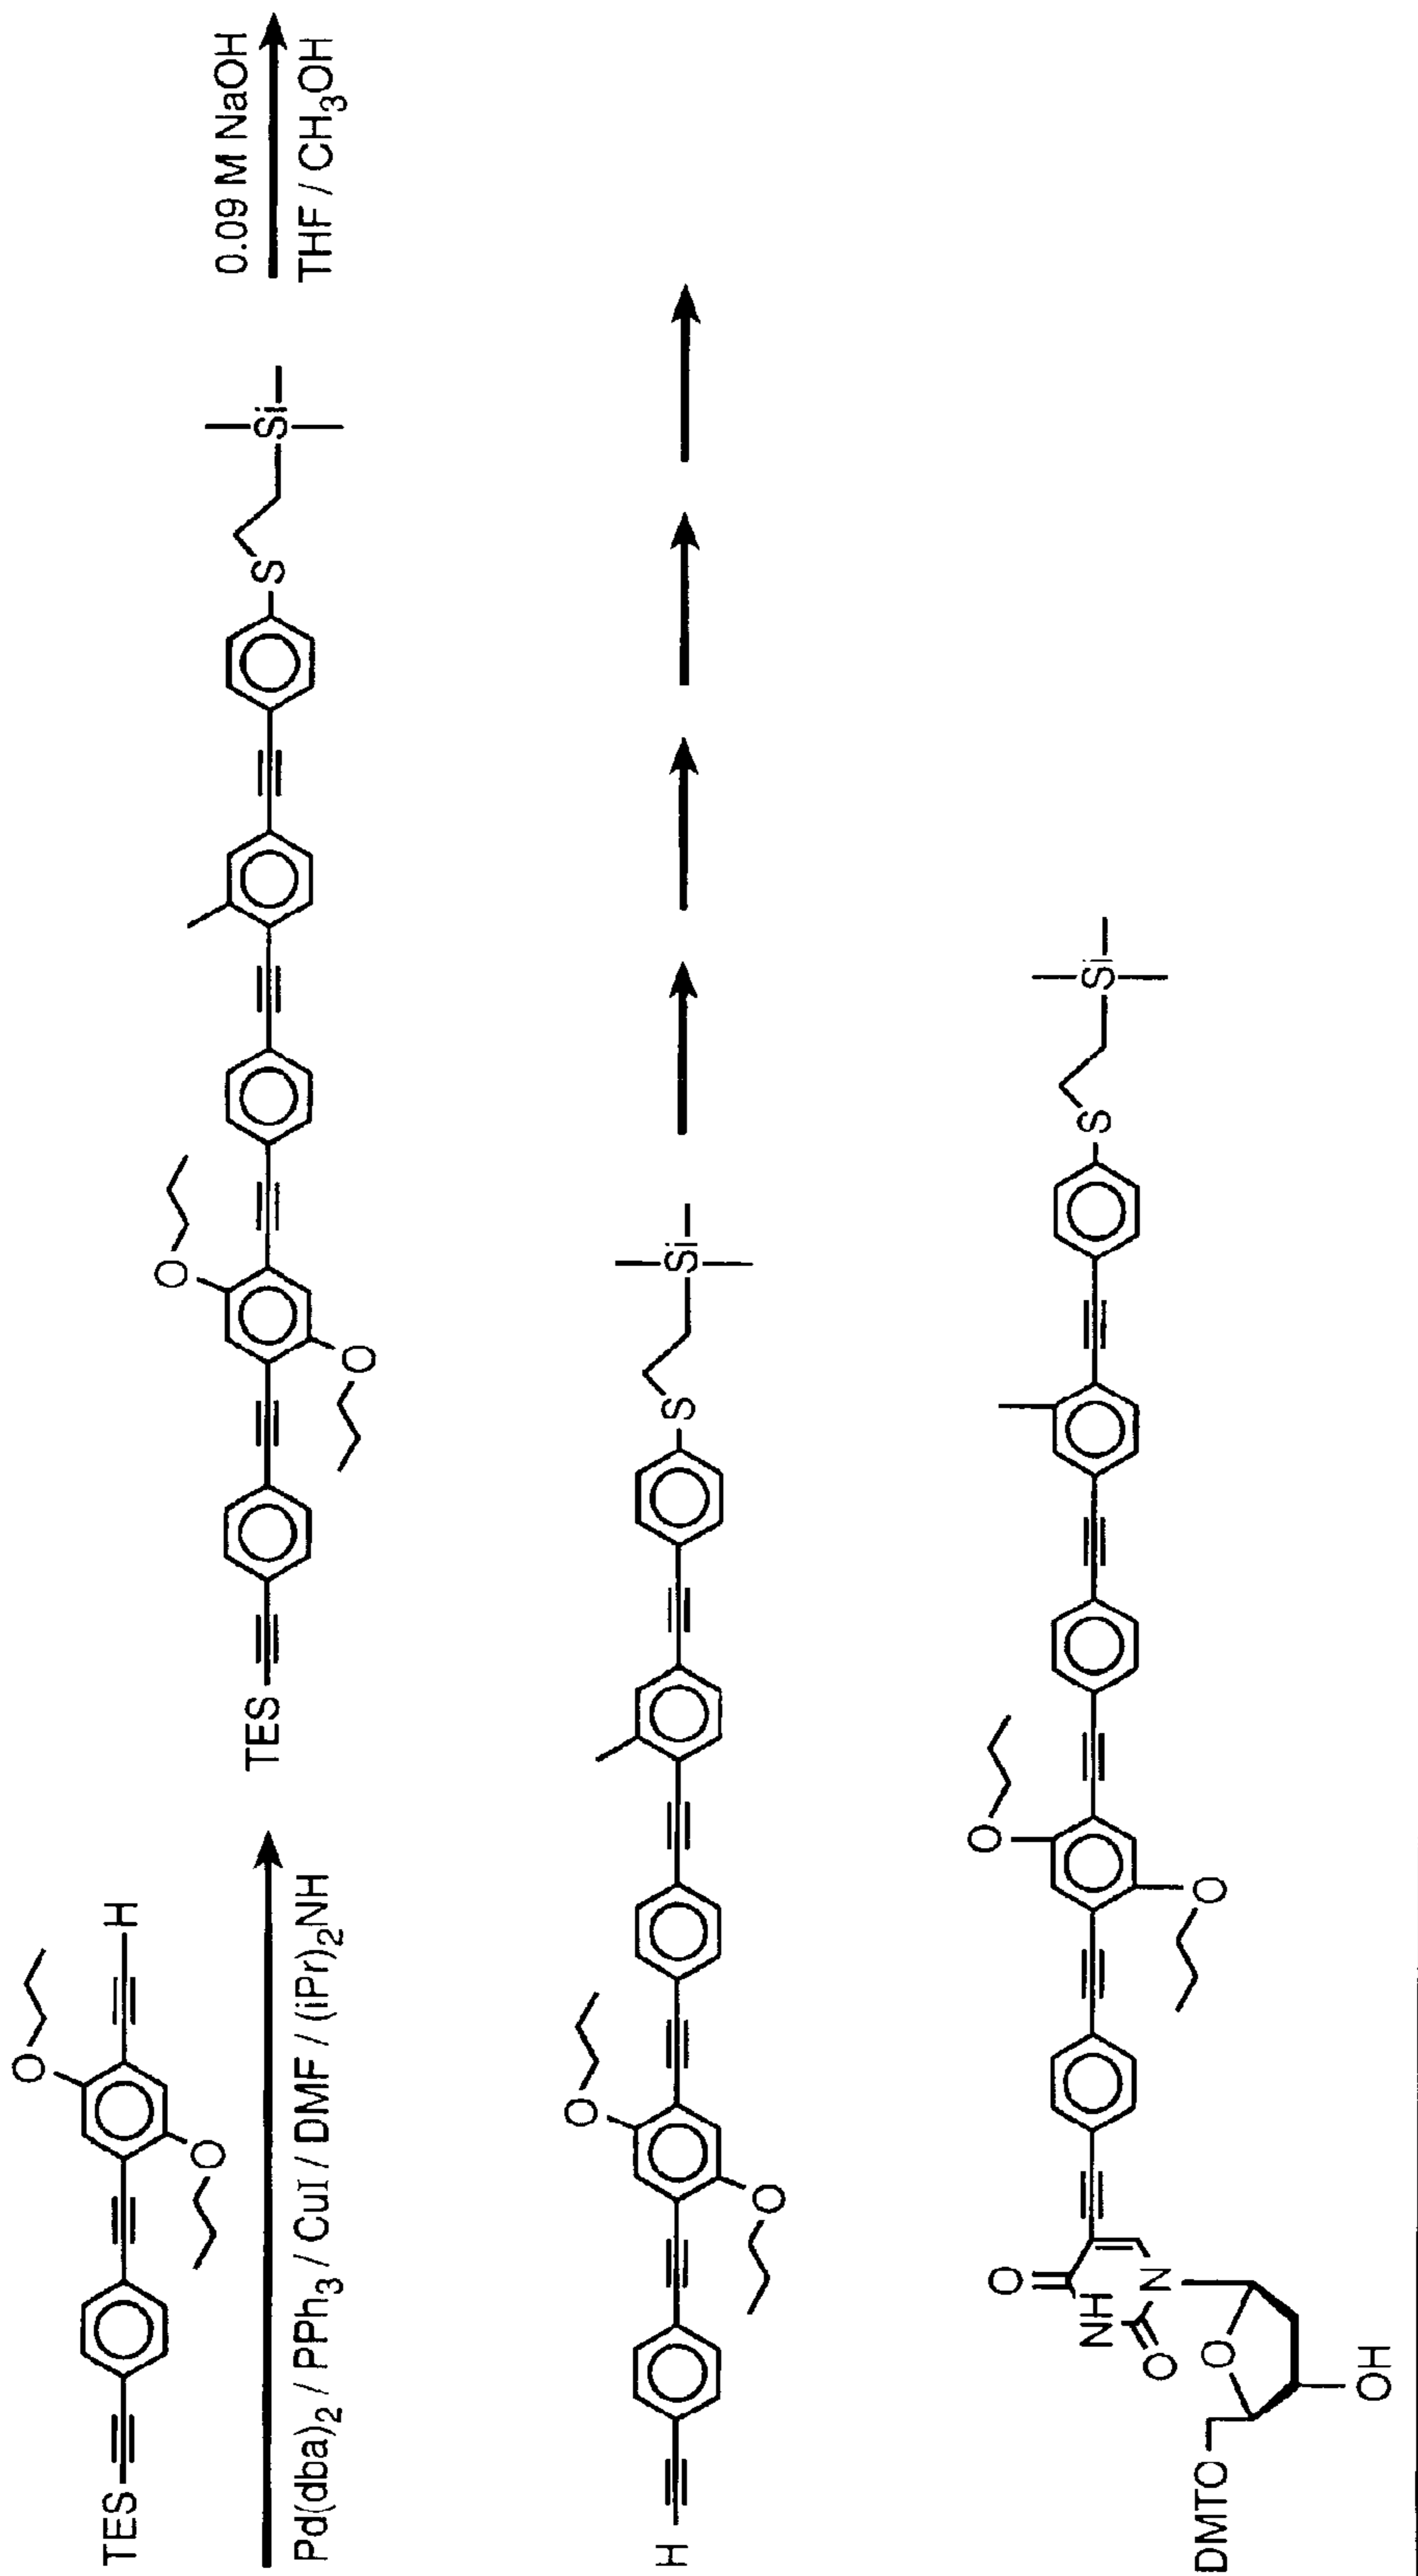 O
TES H
O
Pd(dba)₂ / PPh₃ / CuI / DMF / (iPr)₂NH
O
TES S Si
O
0.09 M NaOH
THF / CH₃OH
O
H S Si
O
O
O
NH
N
S
Si
O
O
O
DMTO
OH